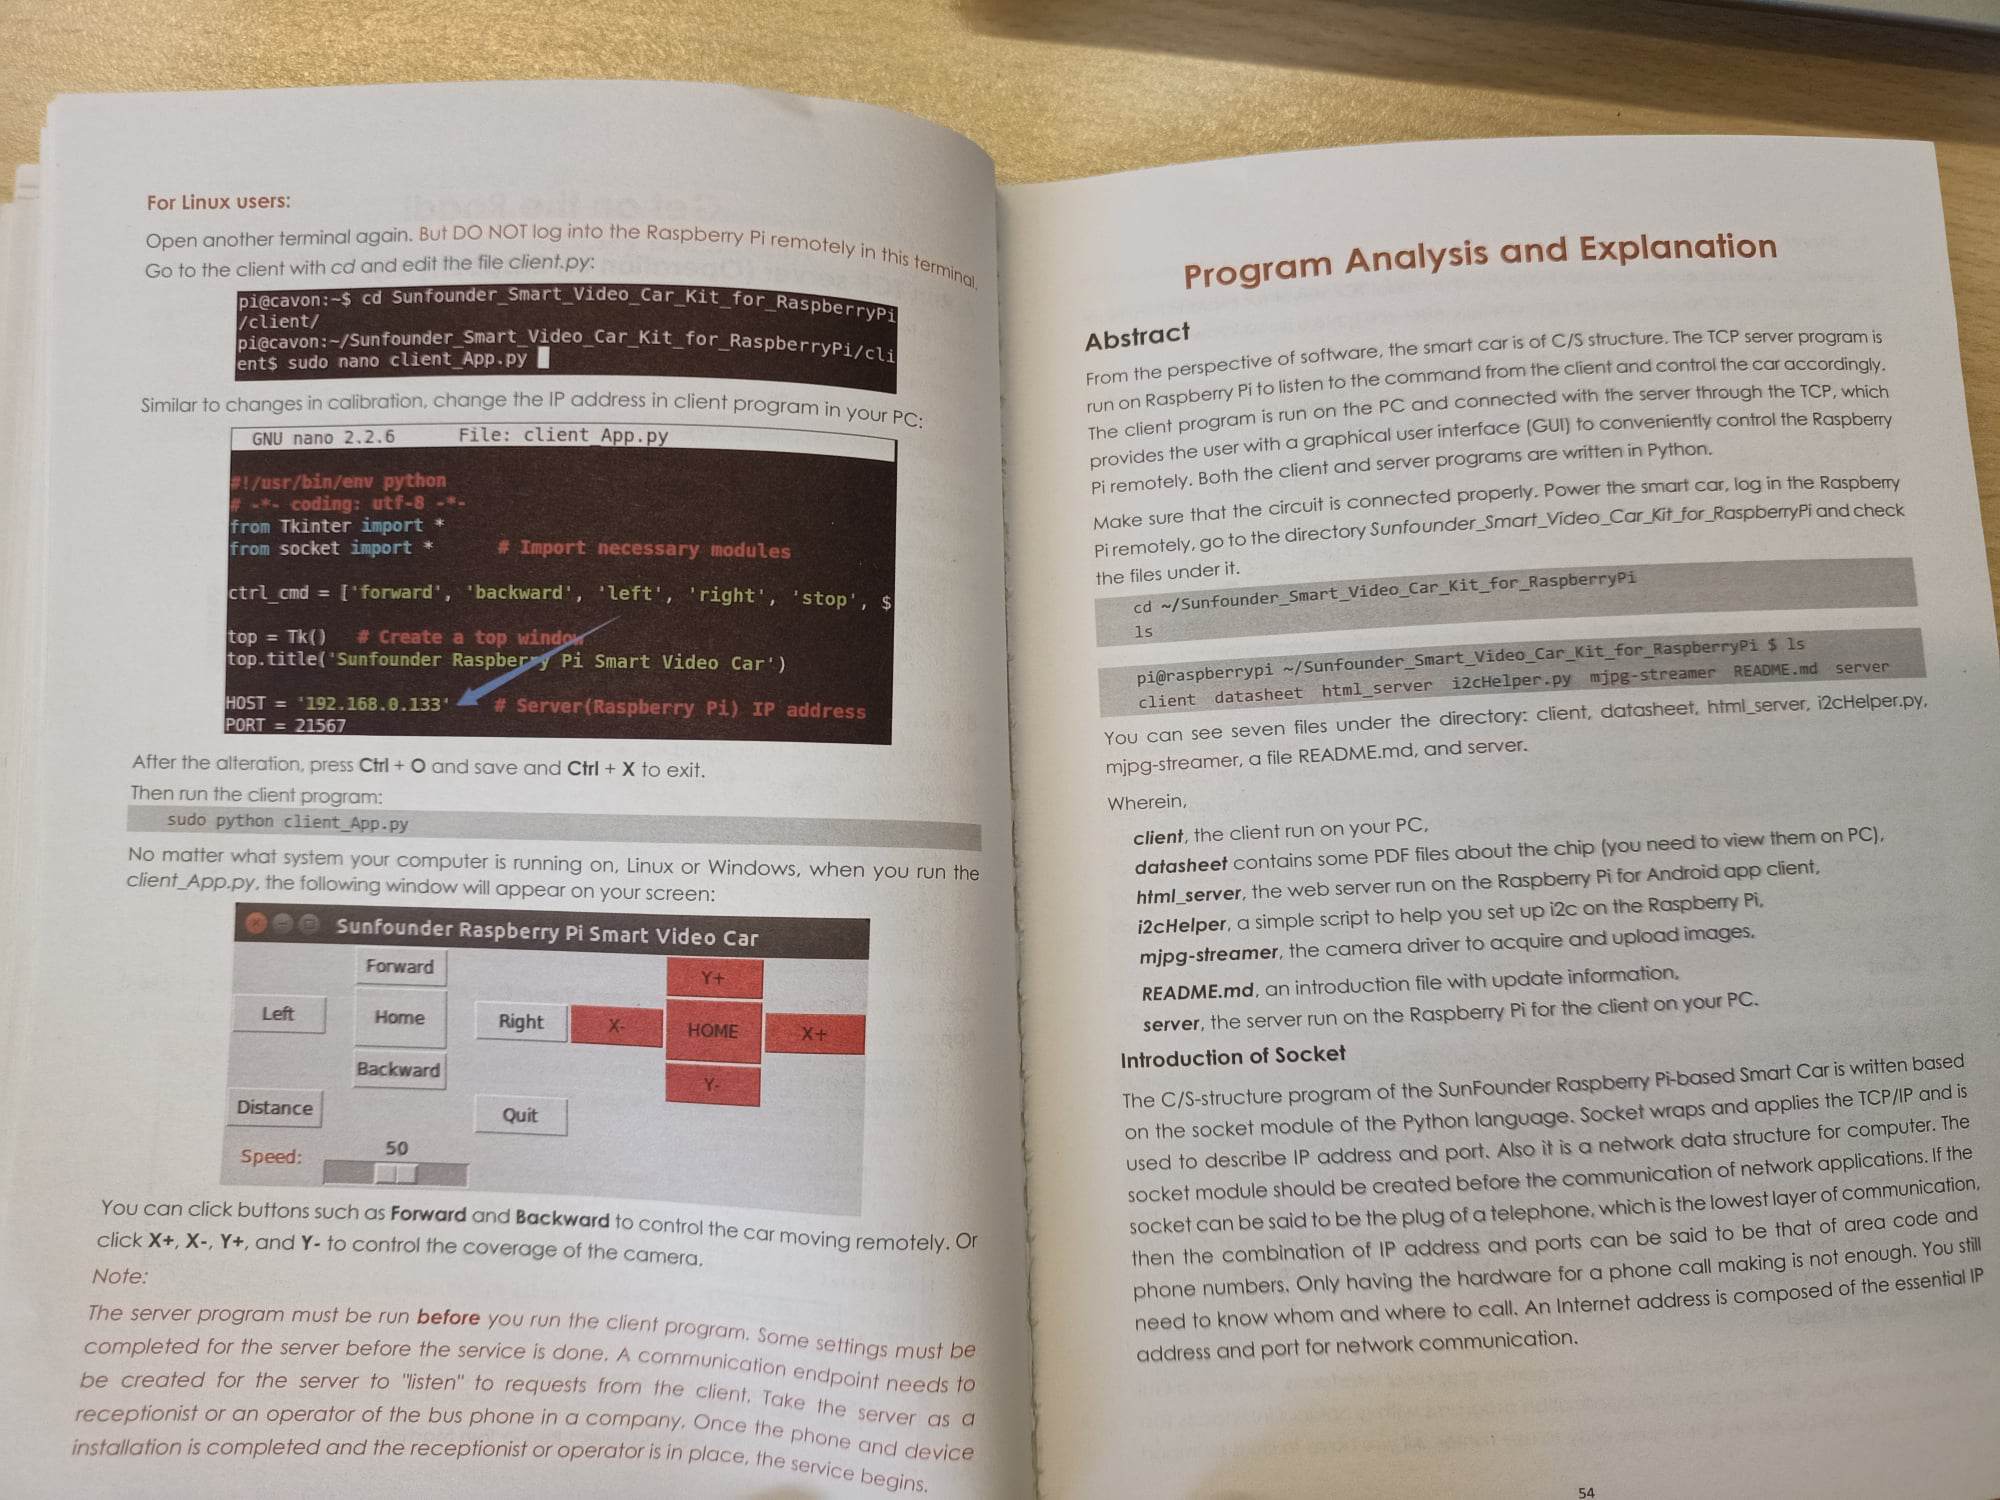 For Linux users:
Open another terminal again. But DO NOT log into the Raspberry Pi remotely in this terminal.
Go to the client with cd and edit the file client.py:
pi@cavon:~$ cd Sunfounder_Smart_Video_Car_Kit_for_RaspberryPi
/client/
pi@cavon:~/Sunfounder_Smart_Video_Car_Kit_for_RaspberryPi/cli
ent$ sudo nano client_App.py
Similar to changes in calibration, change the IP address in client program in your PC:
GNU nano 2.2.6 File: client_App.py
#!/usr/bin/env python
# -*- coding: utf-8 -*-
from Tkinter import *
from socket import * # Import necessary modules
ctrl_cmd = ['forward', 'backward', 'left', 'right', 'stop', $
top = Tk() # Create a top window
top.title('Sunfounder Raspberry Pi Smart Video Car')
HOST = '192.168.0.133' # Server(Raspberry Pi) IP address
PORT = 21567
After the alteration, press Ctrl + O and save and Ctrl + X to exit.
Then run the client program:
sudo python client_App.py
No matter what system your computer is running on, Linux or Windows, when you run the
client_App.py, the following window will appear on your screen:
Sunfounder Raspberry Pi Smart Video Car
Forward Y+
Left Home Right X- HOME X+
Backward Y-
Distance Quit
Speed: 50
You can click buttons such as Forward and Backward to control the car moving remotely. Or
click X+, X-, Y+, and Y- to control the coverage of the camera.
Note:
The server program must be run before you run the client program. Some settings must be
completed for the server before the service is done. A communication endpoint needs to
be created for the server to "listen" to requests from the client. Take the server as a
receptionist or an operator of the bus phone in a company. Once the phone and device
installation is completed and the receptionist or operator is in place, the service begins.
Program Analysis and Explanation
Abstract
From the perspective of software, the smart car is of C/S structure. The TCP server program is
run on Raspberry Pi to listen to the command from the client and control the car accordingly.
The client program is run on the PC and connected with the server through the TCP, which
provides the user with a graphical user interface (GUI) to conveniently control the Raspberry
Pi remotely. Both the client and server programs are written in Python.
Make sure that the circuit is connected properly. Power the smart car, log in the Raspberry
Pi remotely, go to the directory Sunfounder_Smart_Video_Car_Kit_for_RaspberryPi and check
the files under it.
cd ~/Sunfounder_Smart_Video_Car_Kit_for_RaspberryPi
ls
pi@raspberrypi ~/Sunfounder_Smart_Video_Car_Kit_for_RaspberryPi $ ls
client datasheet html_server i2cHelper.py mjpg-streamer README.md server
You can see seven files under the directory: client, datasheet, html_server, i2cHelper.py,
mjpg-streamer, a file README.md, and server.
Wherein,
client, the client run on your PC,
datasheet contains some PDF files about the chip (you need to view them on PC),
html_server, the web server run on the Raspberry Pi for Android app client,
i2cHelper, a simple script to help you set up i2c on the Raspberry Pi,
mjpg-streamer, the camera driver to acquire and upload images,
README.md, an introduction file with update information,
server, the server run on the Raspberry Pi for the client on your PC.
Introduction of Socket
The C/S-structure program of the SunFounder Raspberry Pi-based Smart Car is written based
on the socket module of the Python language. Socket wraps and applies the TCP/IP and is
used to describe IP address and port. Also it is a network data structure for computer. The
socket module should be created before the communication of network applications. If the
socket can be said to be the plug of a telephone, which is the lowest layer of communication,
then the combination of IP address and ports can be said to be that of area code and
phone numbers. Only having the hardware for a phone call making is not enough. You still
need to know whom and where to call. An Internet address is composed of the essential IP
address and port for network communication.
54